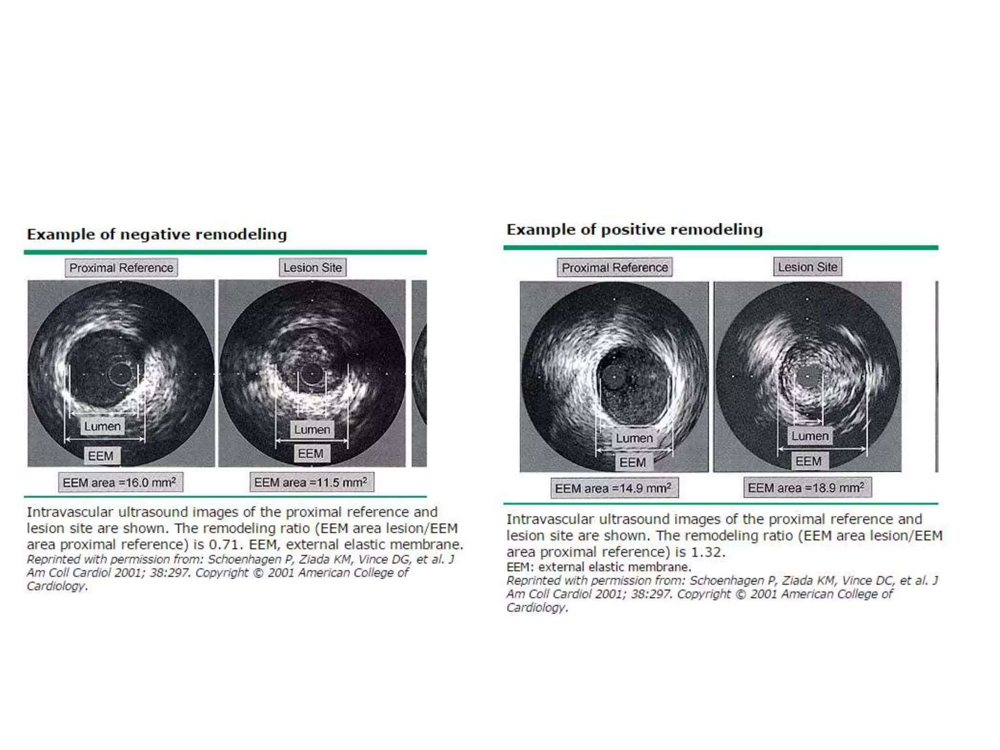 Example of negative remodeling
Proximal Reference
Lesion Site
Lumen
EEM
Lumen
EEM
EEM area =16.0 mm²
EEM area =11.5 mm²
Intravascular ultrasound images of the proximal reference and
lesion site are shown. The remodeling ratio (EEM area lesion/EEM
area proximal reference) is 0.71. EEM, external elastic membrane.
Reprinted with permission from: Schoenhagen P, Ziada KM, Vince DG, et al. J
Am Coll Cardiol 2001; 38:297. Copyright © 2001 American College of
Cardiology.
Example of positive remodeling
Proximal Reference
Lesion Site
Lumen
EEM
Lumen
EEM
EEM area =14.9 mm²
EEM area =18.9 mm²
Intravascular ultrasound images of the proximal reference and
lesion site are shown. The remodeling ratio (EEM area lesion/EEM
area proximal reference) is 1.32.
EEM: external elastic membrane.
Reprinted with permission from: Schoenhagen P, Ziada KM, Vince DC, et al. J
Am Coll Cardiol 2001; 38:297. Copyright © 2001 American College of
Cardiology.